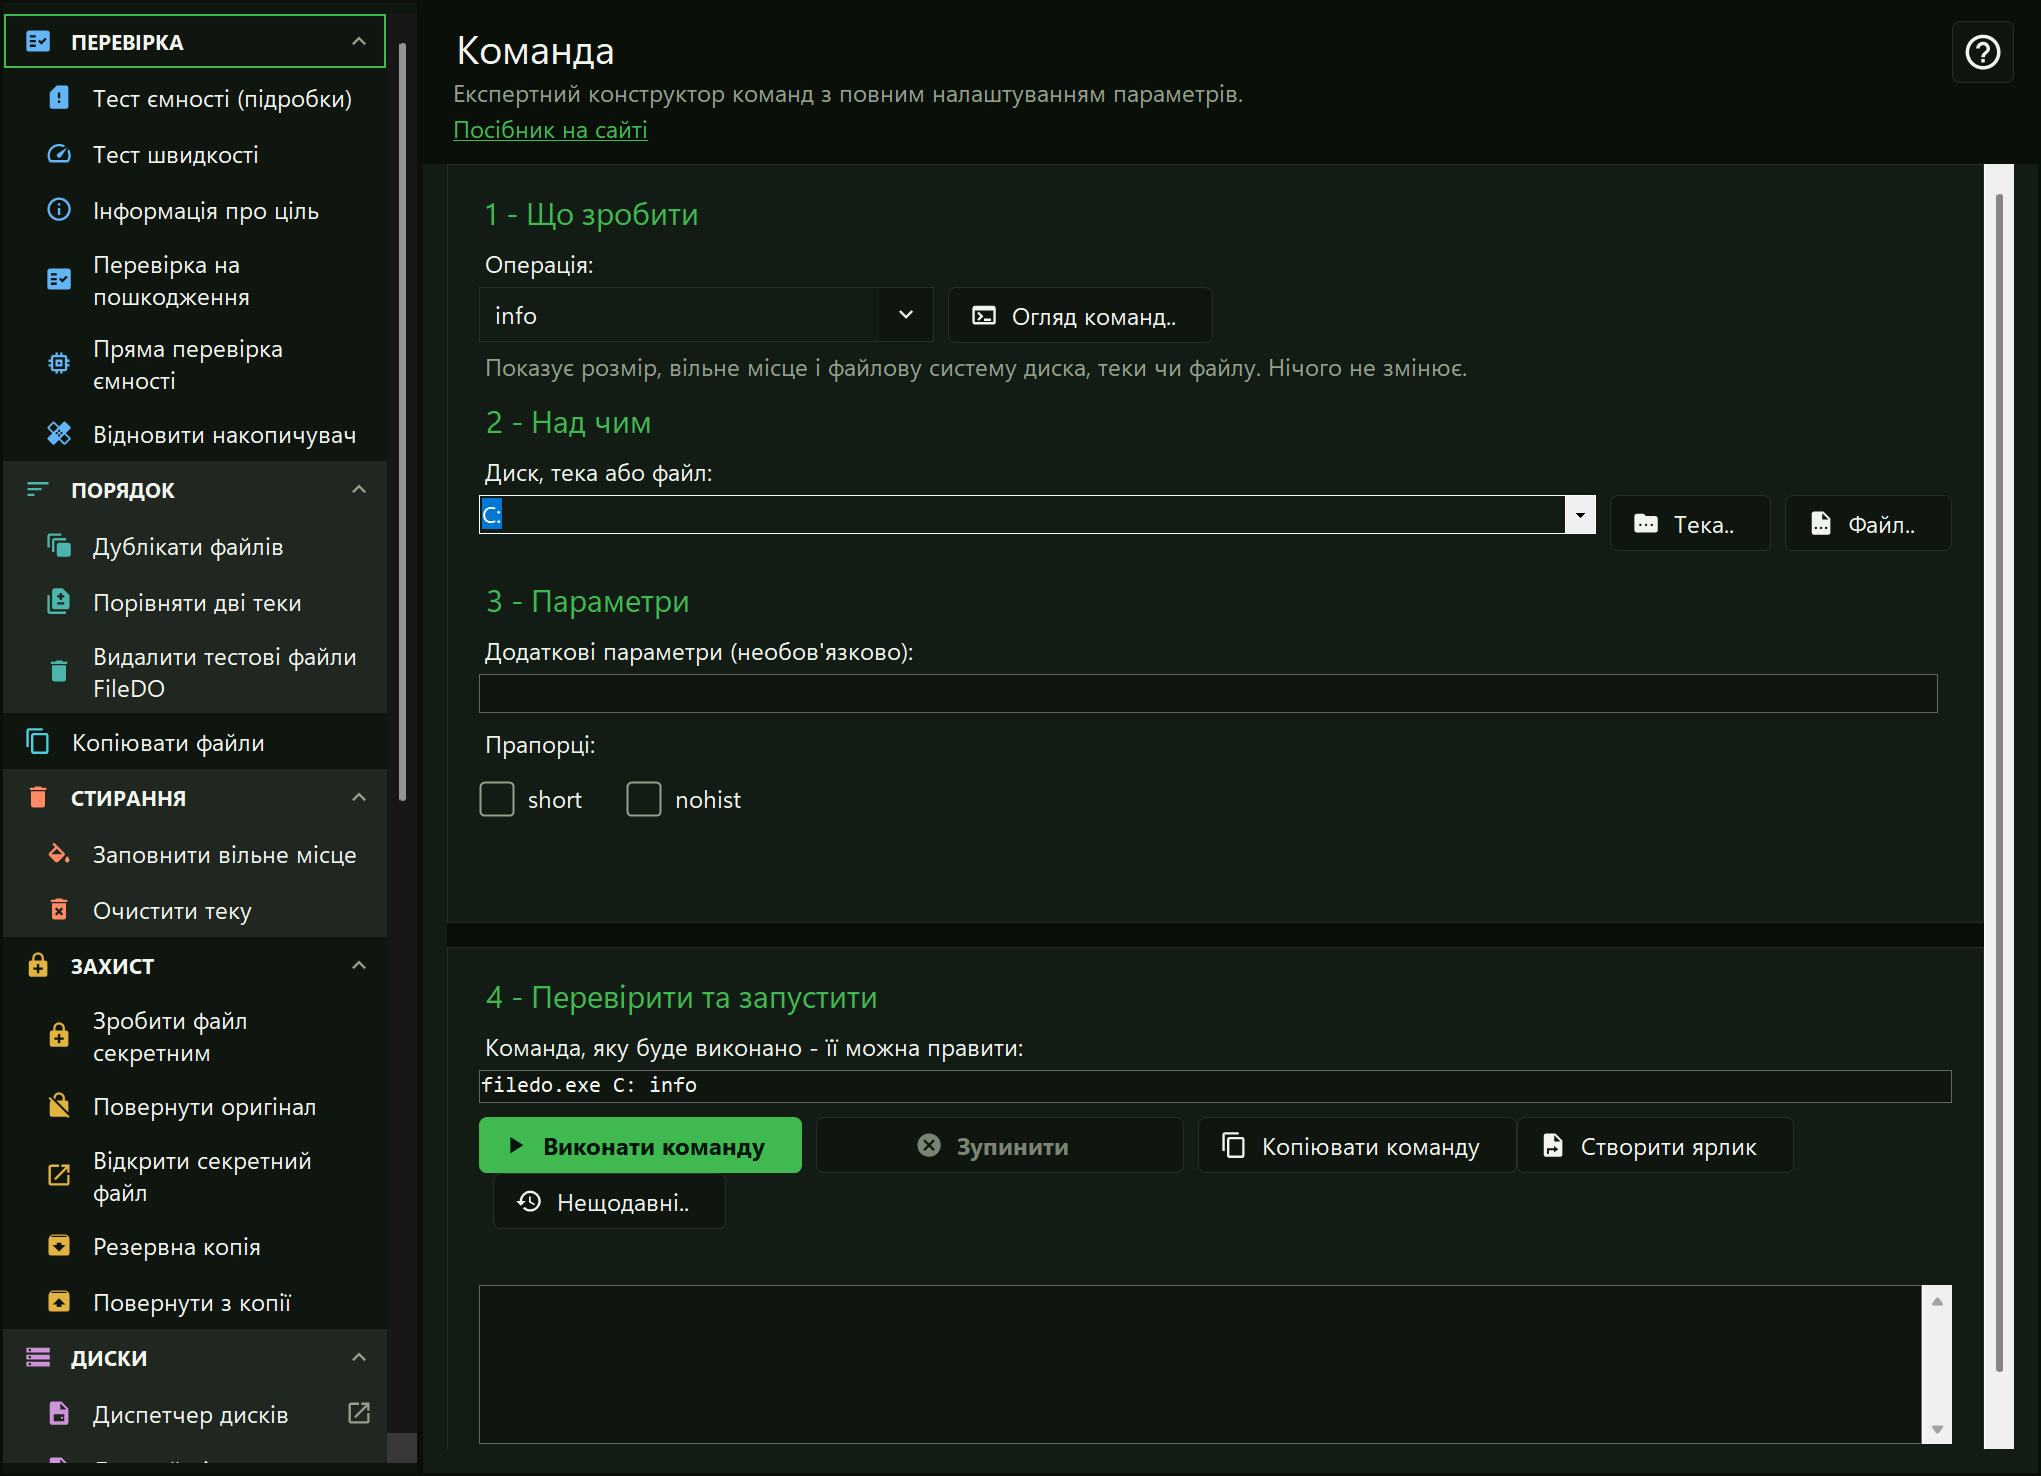 ПЕРЕВІРКА
Тест ємності (підробки)
Тест швидкості
Інформація про ціль
Перевірка на
пошкодження
Пряма перевірка
ємності
Відновити накопичувач
ПОРЯДОК
Дублікати файлів
Порівняти дві теки
Видалити тестові файли
FileDO
Копіювати файли
СТИРАННЯ
Заповнити вільне місце
Очистити теку
ЗАХИСТ
Зробити файл
секретним
Повернути оригінал
Відкрити секретний
файл
Резервна копія
Повернути з копії
ДИСКИ
Диспетчер дисків
Команда
Експертний конструктор команд з повним налаштуванням параметрів.
Посібник на сайті
1 - Що зробити
Операція:
info
Огляд команд..
Показує розмір, вільне місце і файлову систему диска, теки чи файлу. Нічого не змінює.
2 - Над чим
Диск, тека або файл:
C:
Тека..
Файл..
3 - Параметри
Додаткові параметри (необов'язково):
Прапорці:
short
nohist
4 - Перевірити та запустити
Команда, яку буде виконано - її можна правити:
filedo.exe C: info
Виконати команду
Зупинити
Копіювати команду
Створити ярлик
Нещодавні..